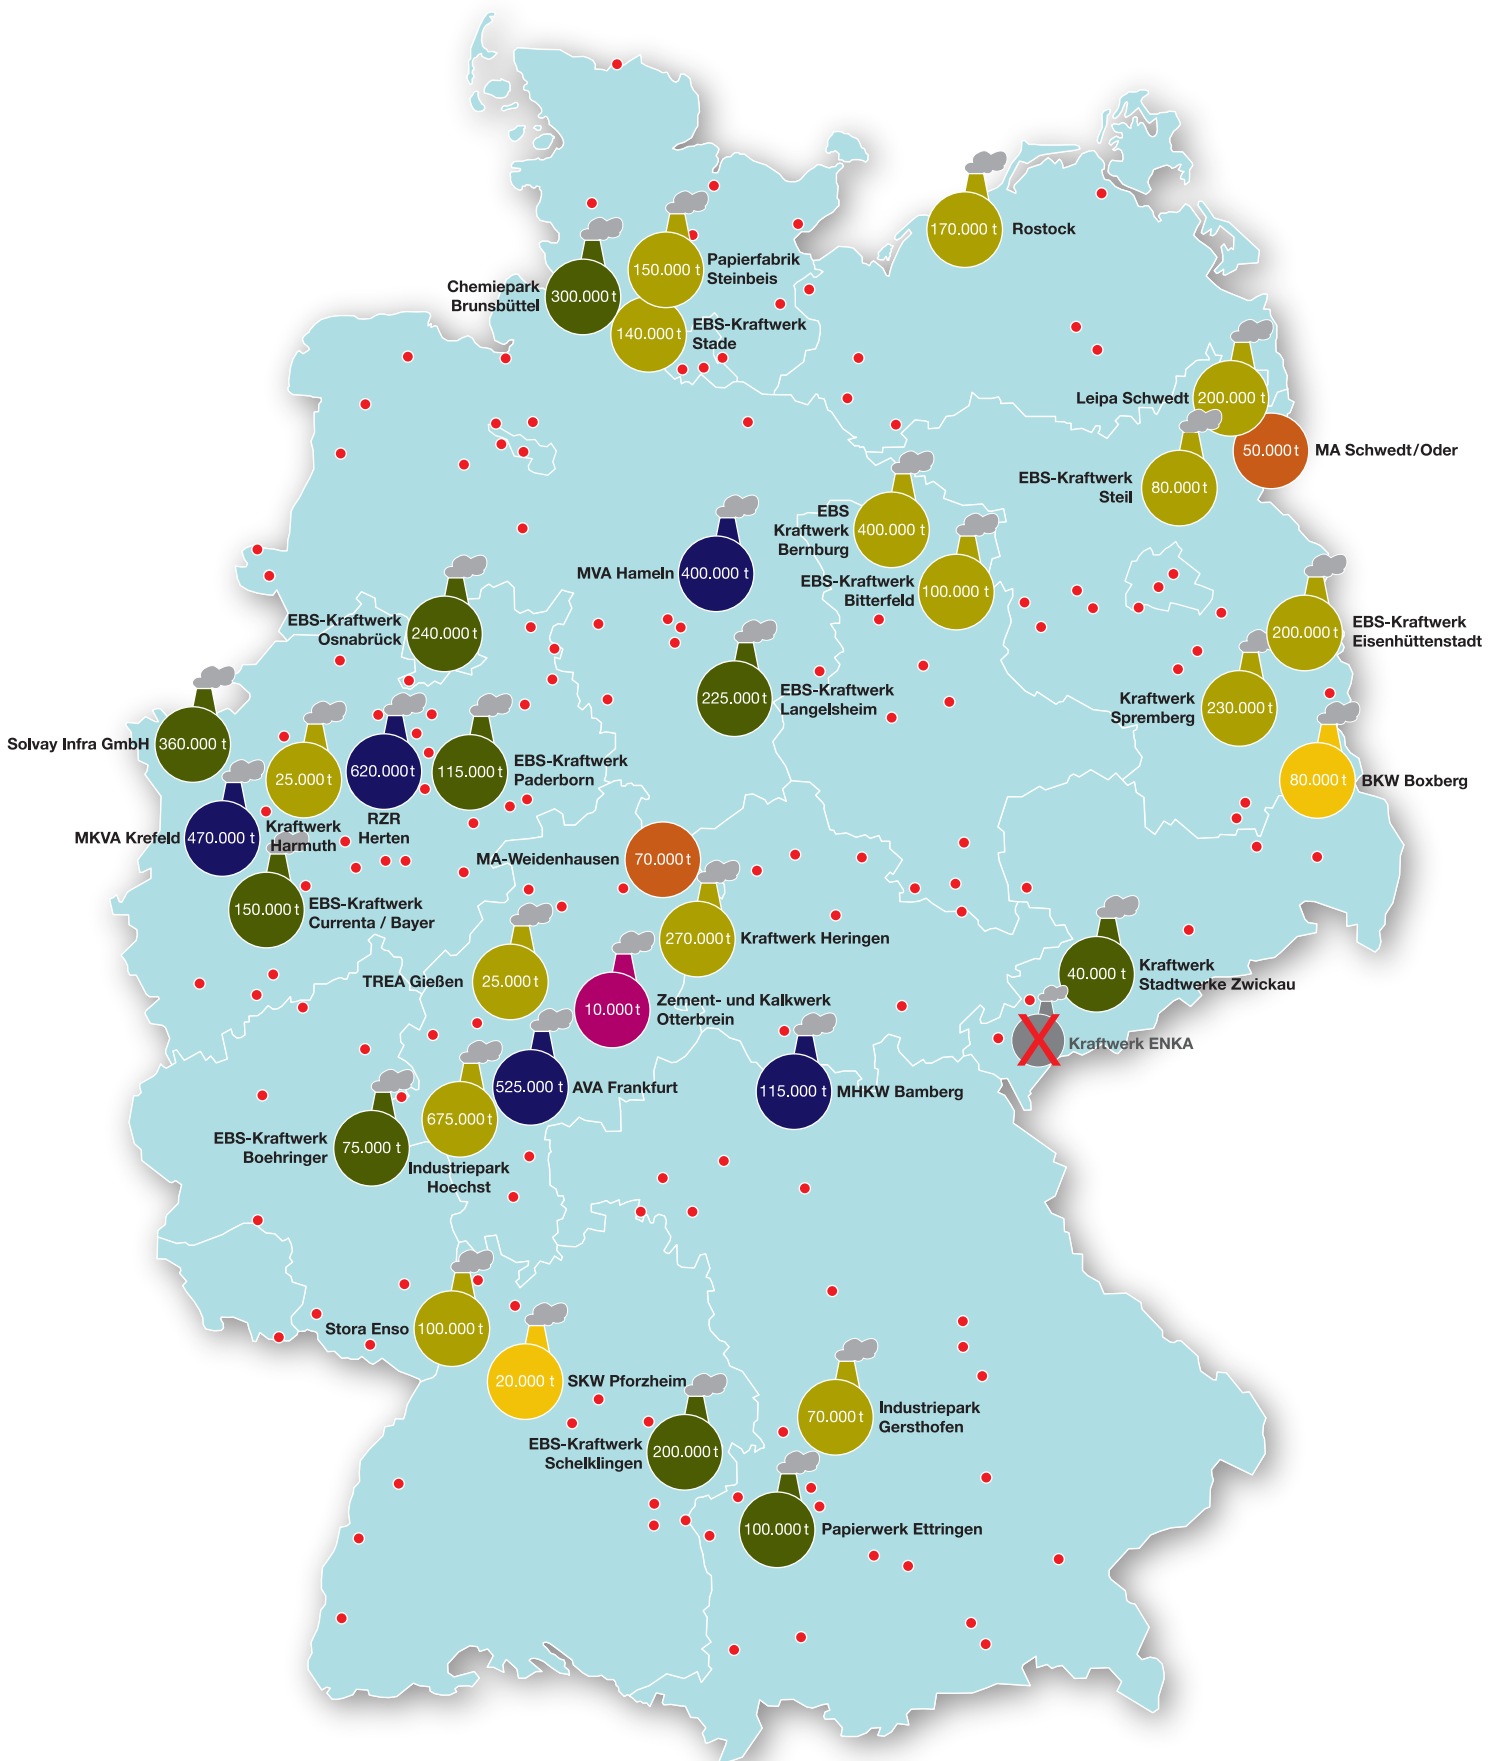 170.000 t
Rostock
150.000 t
Papierfabrik
Steinbeis
Chemiepark
Brunsbüttel
300.000 t
140.000 t
EBS-Kraftwerk
Stade
Leipa Schwedt
200.000 t
50.000 t
MA Schwedt/Oder
EBS-Kraftwerk
Steil
80.000 t
EBS
Kraftwerk
Bernburg
400.000 t
MVA Hameln
400.000 t
EBS-Kraftwerk
Bitterfeld
100.000 t
EBS-Kraftwerk
Osnabrück
240.000 t
200.000 t
EBS-Kraftwerk
Eisenhüttenstadt
225.000 t
EBS-Kraftwerk
Langelsheim
Kraftwerk
Spremberg
230.000 t
Solvay Infra GmbH
360.000 t
25.000 t
Kraftwerk
Harmuth
620.000 t
RZR
Herten
115.000 t
EBS-Kraftwerk
Paderborn
80.000 t
BKW Boxberg
MKVA Krefeld
470.000 t
MA-Weidenhausen
70.000 t
150.000 t
EBS-Kraftwerk
Currenta / Bayer
270.000 t
Kraftwerk Heringen
TREA Gießen
25.000 t
40.000 t
Kraftwerk
Stadtwerke Zwickau
10.000 t
Zement- und Kalkwerk
Otterbrein
X
Kraftwerk ENKA
525.000 t
AVA Frankfurt
115.000 t
MHKW Bamberg
675.000 t
Industriepark
Hoechst
EBS-Kraftwerk
Boehringer
75.000 t
Stora Enso
100.000 t
20.000 t
SKW Pforzheim
70.000 t
Industriepark
Gersthofen
EBS-Kraftwerk
Schelklingen
200.000 t
100.000 t
Papierwerk Ettringen